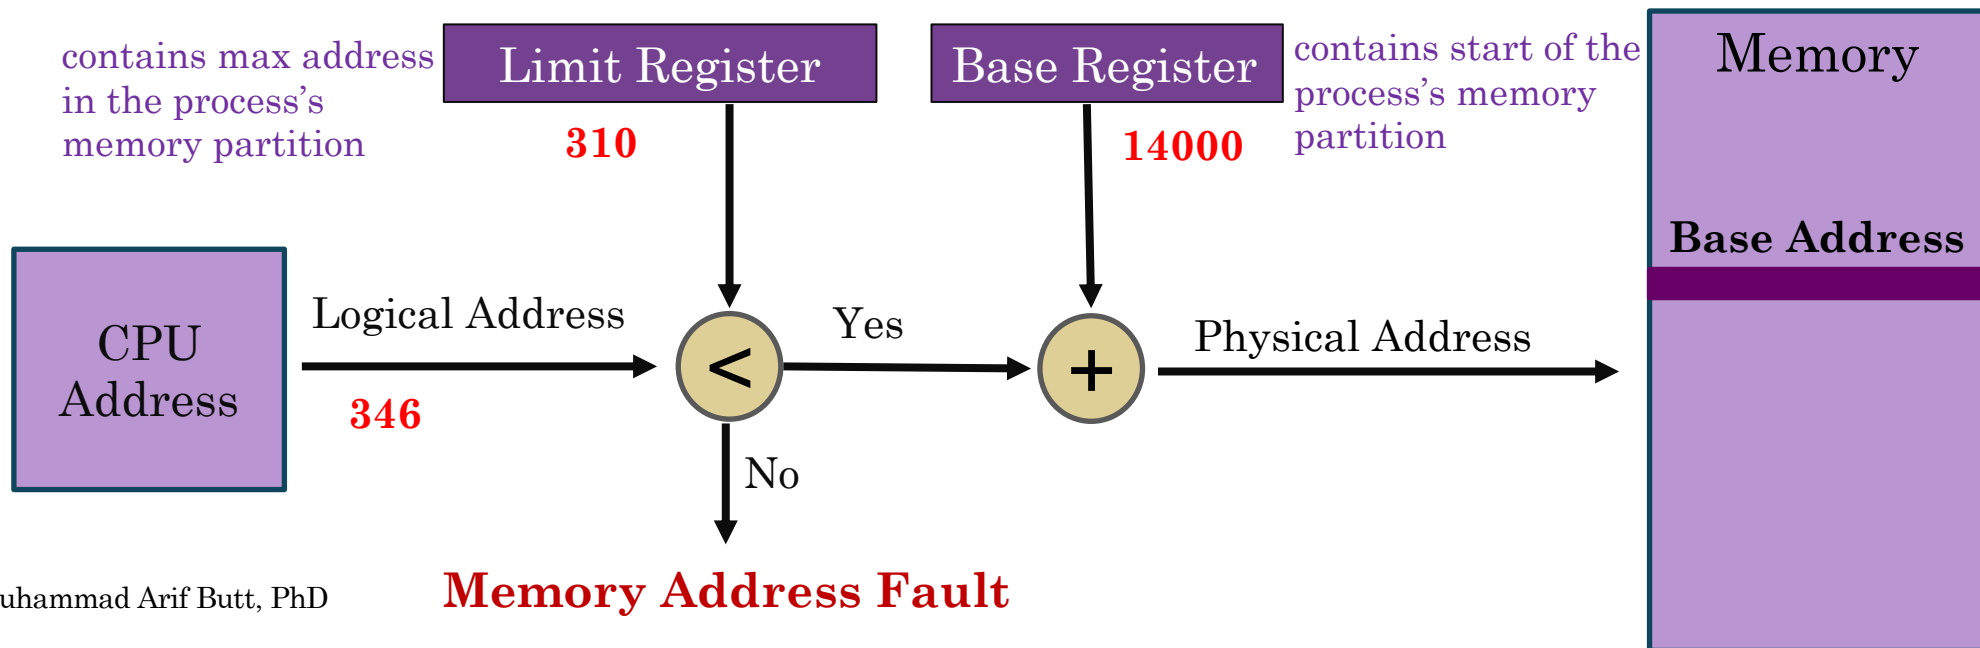 contains max address
in the process’s
memory partition
Limit Register
310
Base Register
14000
contains start of the
process’s memory
partition
Memory
Base Address
CPU
Address
Logical Address
346
<
Yes
+
Physical Address
No
Memory Address Fault
uhammad Arif Butt, PhD